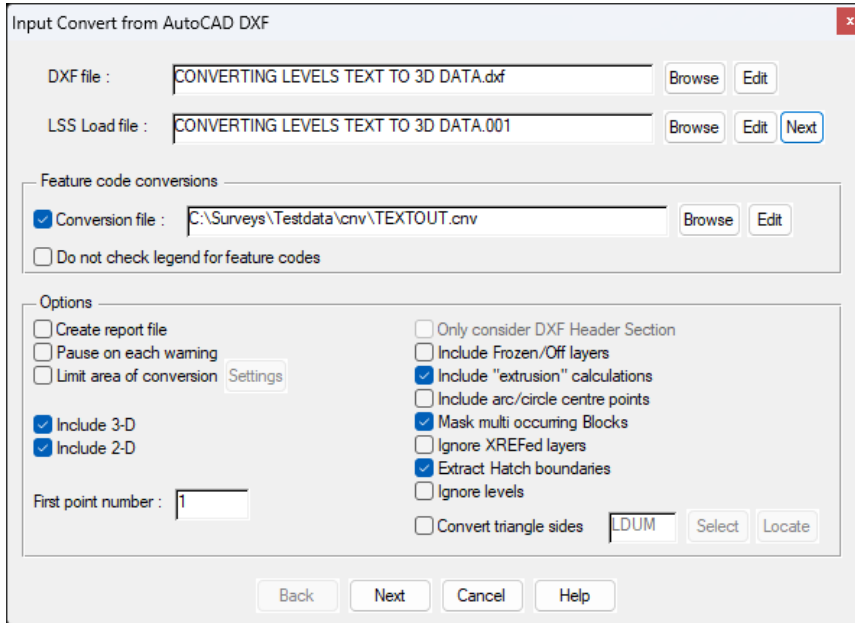 Input Convert from AutoCAD DXF
x
DXF file : CONVERTING LEVELS TEXT TO 3D DATA.dxf Browse Edit
LSS Load file : CONVERTING LEVELS TEXT TO 3D DATA.001 Browse Edit Next
Feature code conversions
Conversion file : C:\Surveys\Testdata\cnv\TEXTOUT.cnv Browse Edit
Do not check legend for feature codes
Options
Create report file
Pause on each warning
Limit area of conversion Settings
Include 3-D
Include 2-D
First point number : 1
Only consider DXF Header Section
Include Frozen/Off layers
Include "extrusion" calculations
Include arc/circle centre points
Mask multi occurring Blocks
Ignore XREFed layers
Extract Hatch boundaries
Ignore levels
Convert triangle sides LDUM Select Locate
Back Next Cancel Help